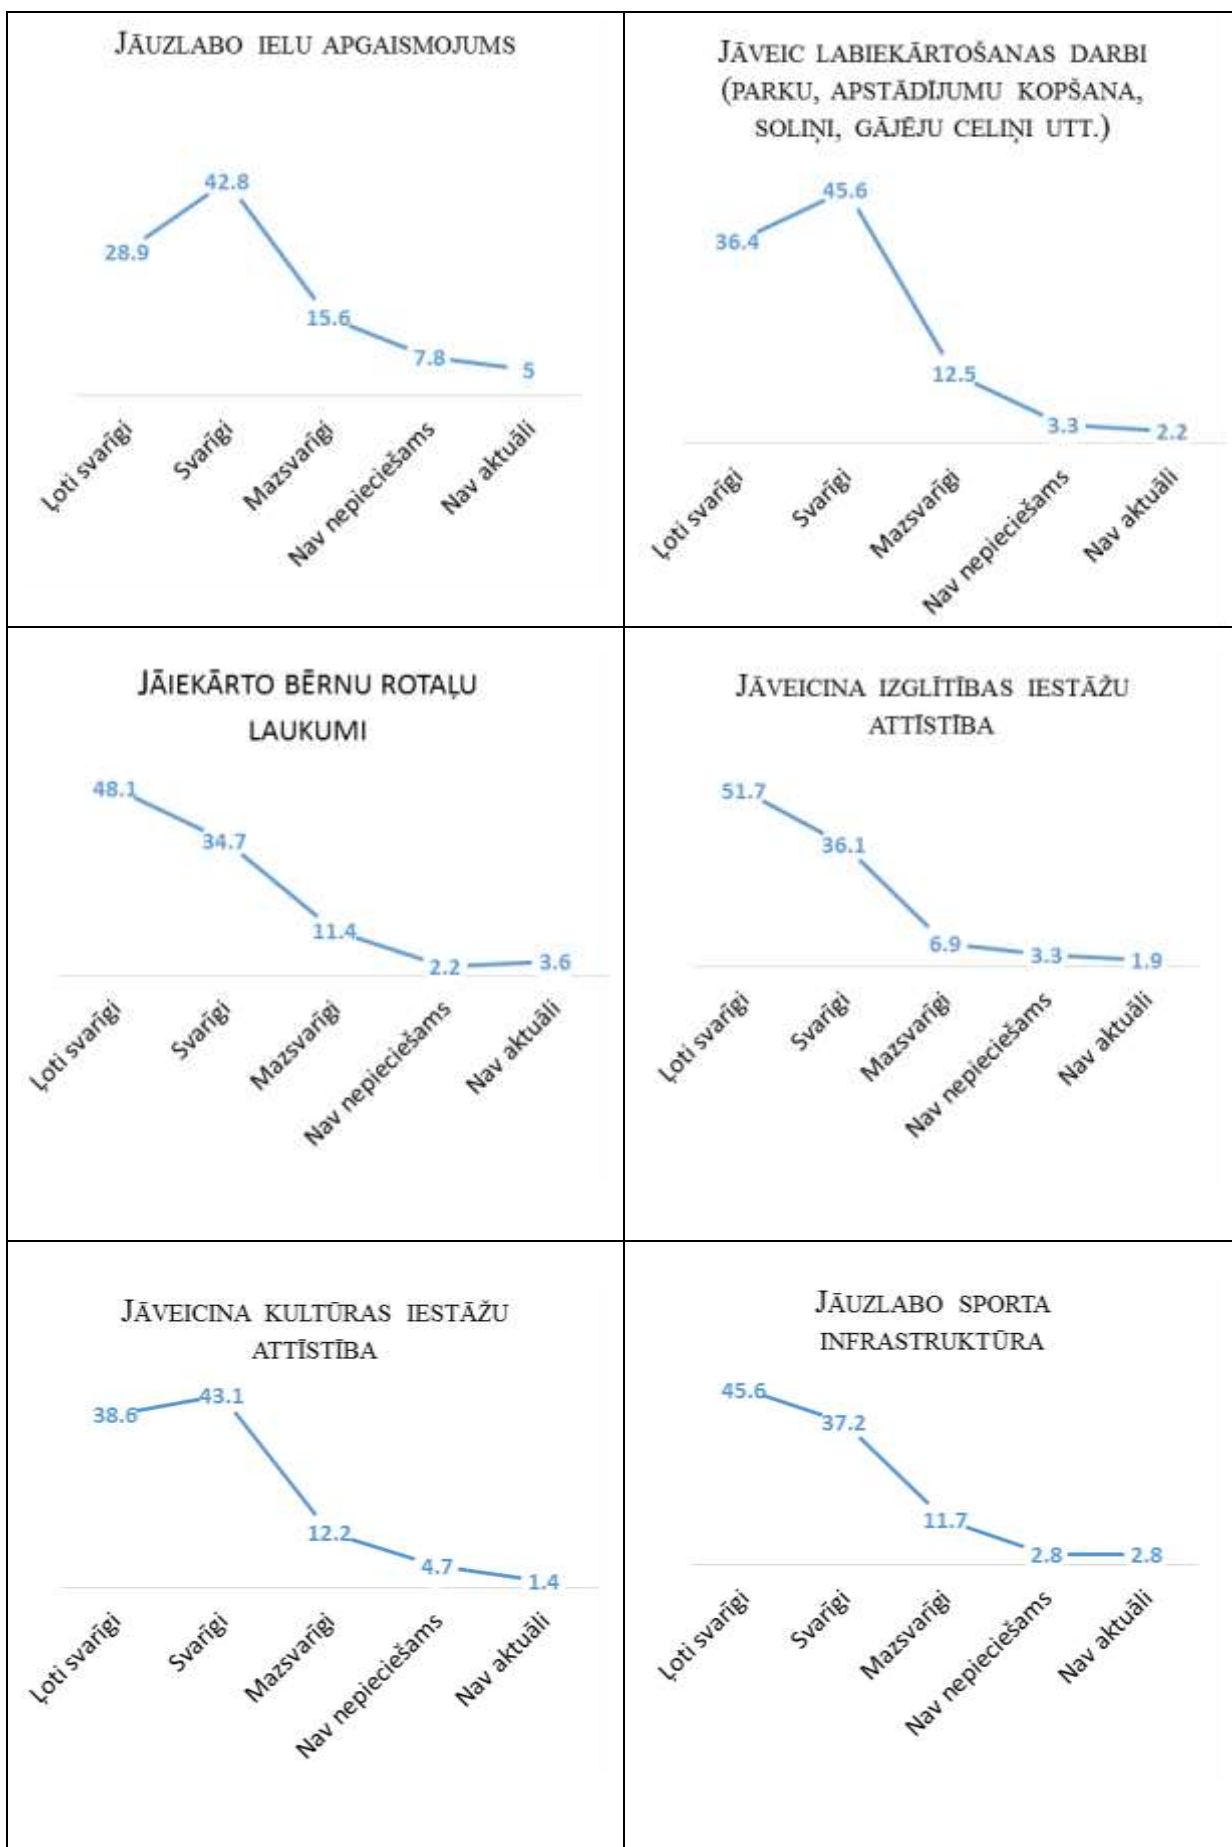 JĀUZLABO IELU APGAISMOJUMS
42.8
28.9
15.6
7.8
5
Ļoti svarīgi
Svarīgi
Mazsvarīgi
Nav nepieciešams
Nav aktuāli
JĀVEIC LABIEKĀRTOŠANAS DARBI
(PARKU, APSTĀDĪJUMU KOPŠANA,
SOLIŅI, GĀJĒJU CELIŅI UTT.)
45.6
36.4
12.5
3.3
2.2
Ļoti svarīgi
Svarīgi
Mazsvarīgi
Nav nepieciešams
Nav aktuāli
JĀIEKĀRTO BĒRNU ROTAĻU
LAUKUMI
48.1
34.7
11.4
2.2
3.6
Ļoti svarīgi
Svarīgi
Mazsvarīgi
Nav nepieciešams
Nav aktuāli
JĀVEICINA IZGLĪTĪBAS IESTĀŽU
ATTĪSTĪBA
51.7
36.1
6.9
3.3
1.9
Ļoti svarīgi
Svarīgi
Mazsvarīgi
Nav nepieciešams
Nav aktuāli
JĀVEICINA KULTŪRAS IESTĀŽU
ATTĪSTĪBA
43.1
38.6
12.2
4.7
1.4
Ļoti svarīgi
Svarīgi
Mazsvarīgi
Nav nepieciešams
Nav aktuāli
JĀUZLABO SPORTA
INFRASTRUKTŪRA
45.6
37.2
11.7
2.8
2.8
Ļoti svarīgi
Svarīgi
Mazsvarīgi
Nav nepieciešams
Nav aktuāli